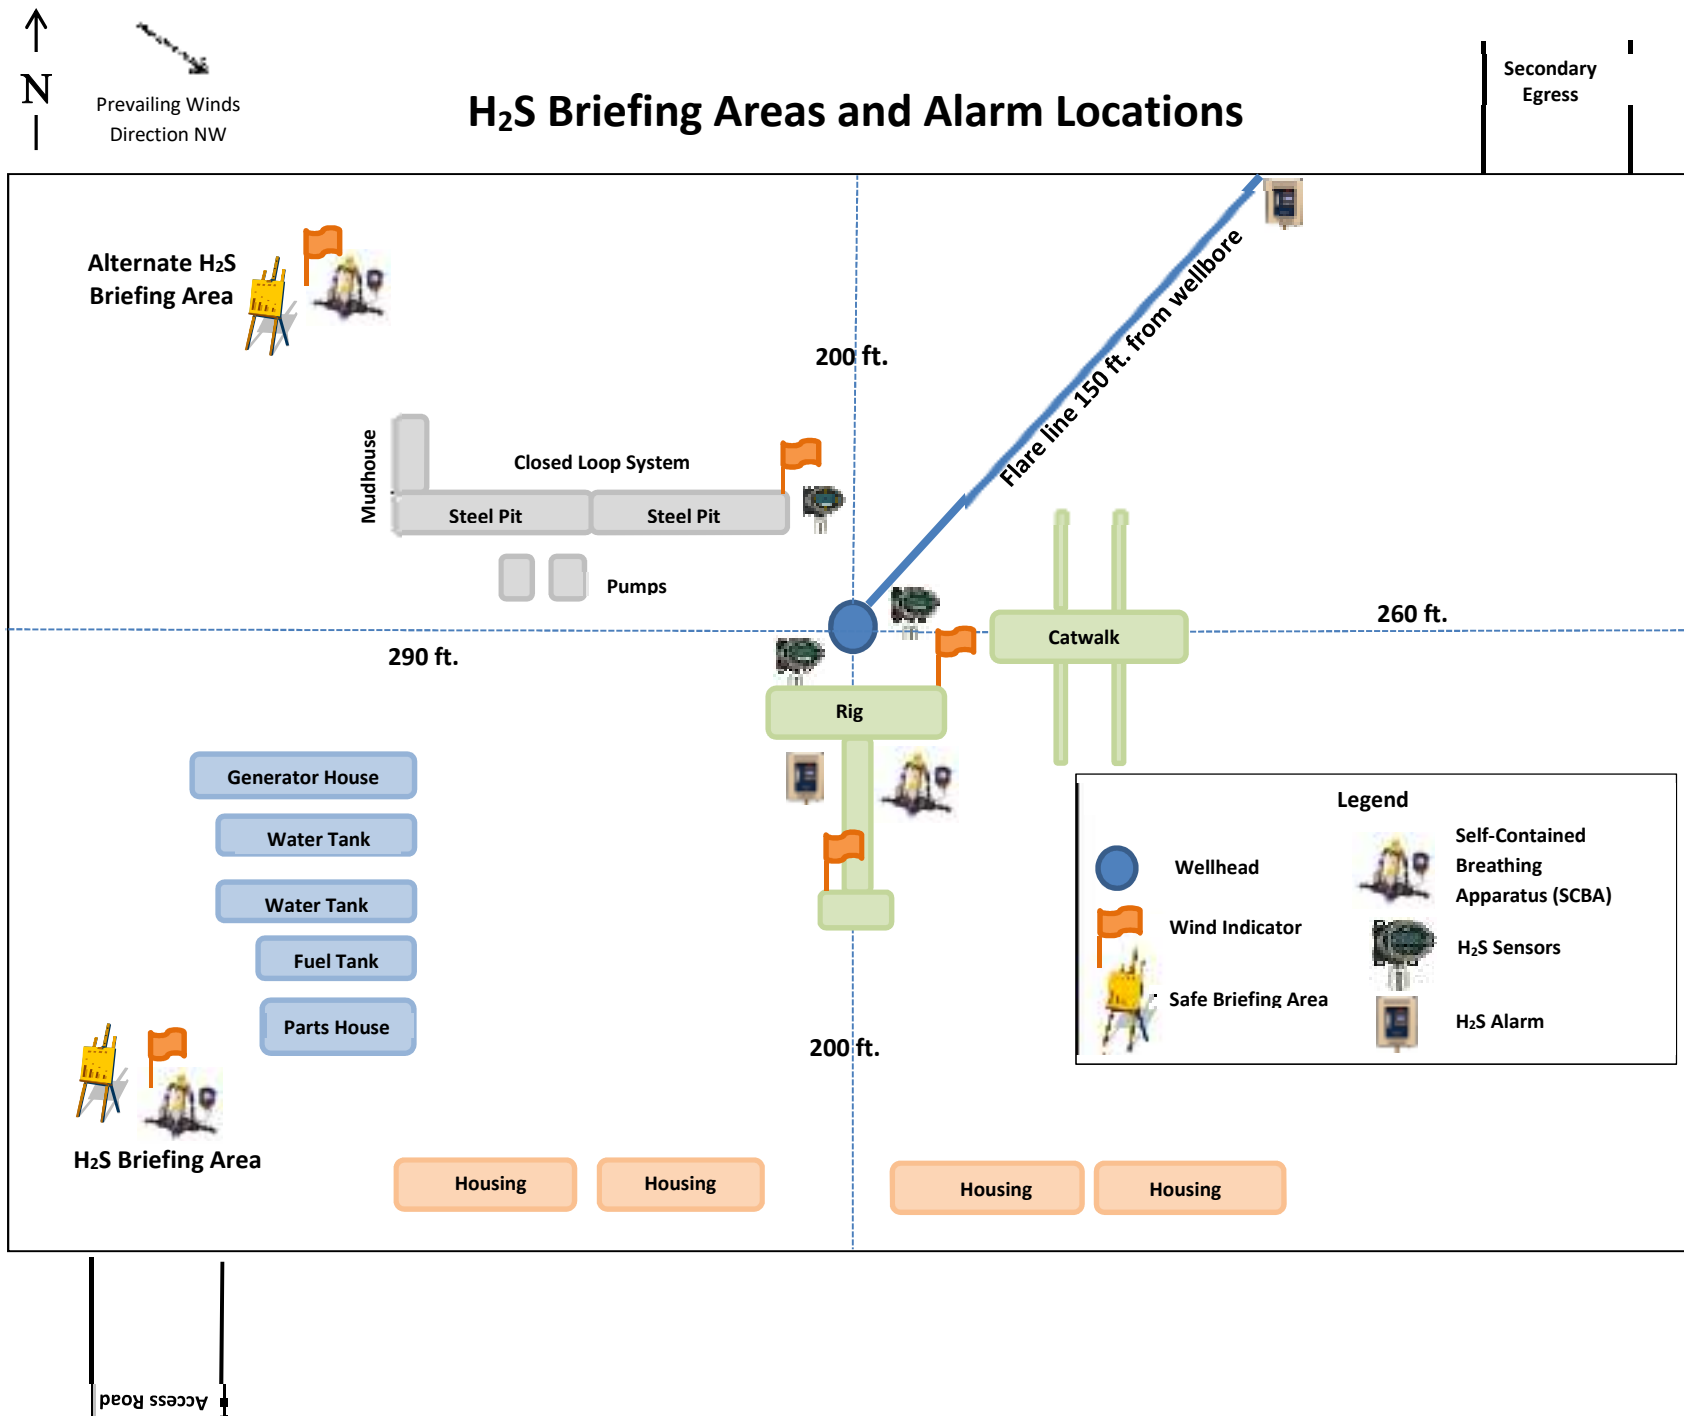 N
Prevailing Winds
Direction NW
H₂S Briefing Areas and Alarm Locations
Secondary
Egress
Alternate H₂S
Briefing Area
200 ft.
Flare line 150 ft. from wellbore
Mudhouse
Closed Loop System
Steel Pit
Steel Pit
Pumps
290 ft.
260 ft.
Catwalk
Rig
Generator House
Water Tank
Water Tank
Fuel Tank
Parts House
200 ft.
H₂S Briefing Area
Housing
Housing
Housing
Housing
Legend
Wellhead
Wind Indicator
Safe Briefing Area
Self-Contained
Breathing
Apparatus (SCBA)
H₂S Sensors
H₂S Alarm
Access Road